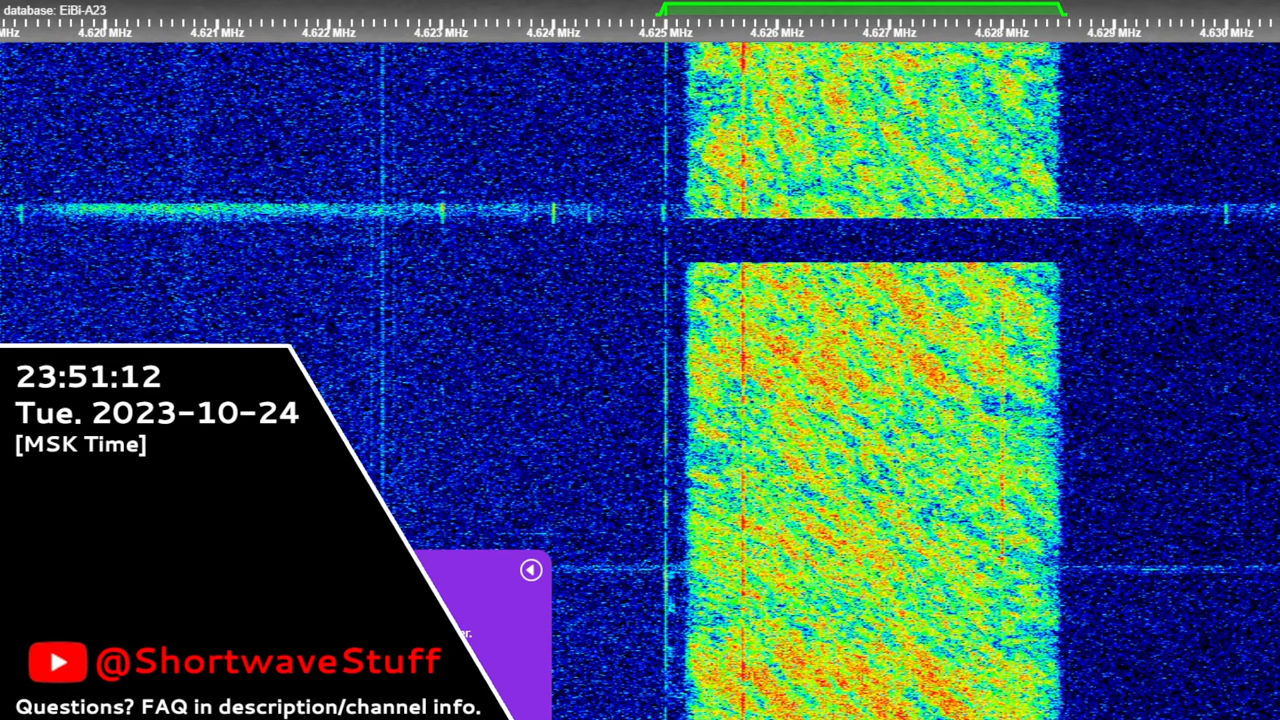 database: EiBi-A23
MHz 4.620 MHz 4.621 MHz 4.622 MHz 4.623 MHz 4.624 MHz 4.625 MHz 4.626 MHz 4.627 MHz 4.628 MHz 4.629 MHz 4.630 MHz
23:51:12
Tue. 2023-10-24
[MSK Time]
@ShortwaveStuff
Questions? FAQ in description/channel info.